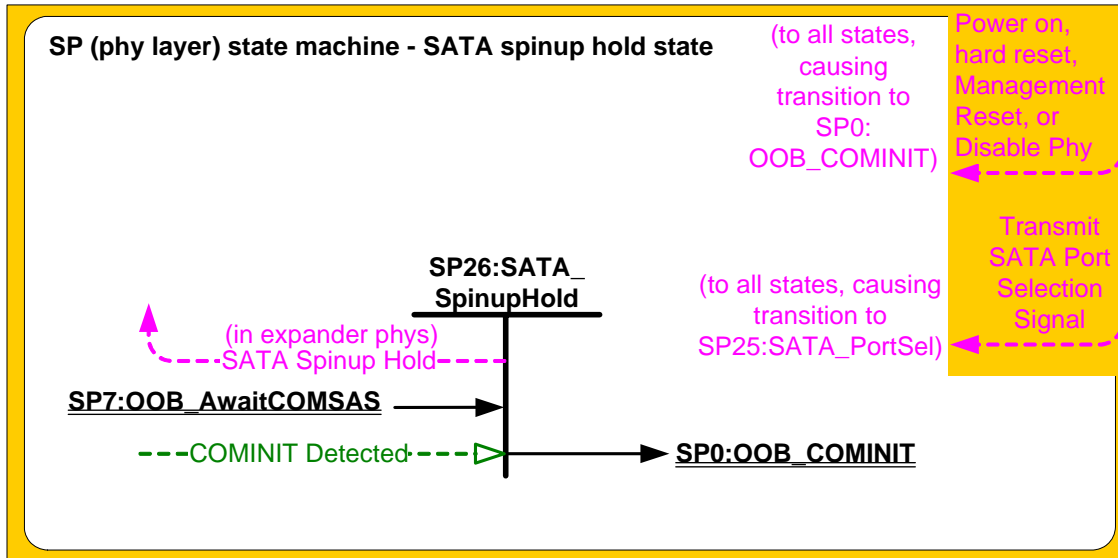 SP (phy layer) state machine - SATA spinup hold state
(to all states,
causing
transition to
SP0:
OOB_COMINIT)
Power on,
hard reset,
Management
Reset, or
Disable Phy
SP26:SATA_
SpinupHold
(to all states, causing
transition to
SP25:SATA_PortSel)
Transmit
SATA Port
Selection
Signal
(in expander phys)
SATA Spinup Hold
SP7:OOB_AwaitCOMSAS
COMINIT Detected
SP0:OOB_COMINIT